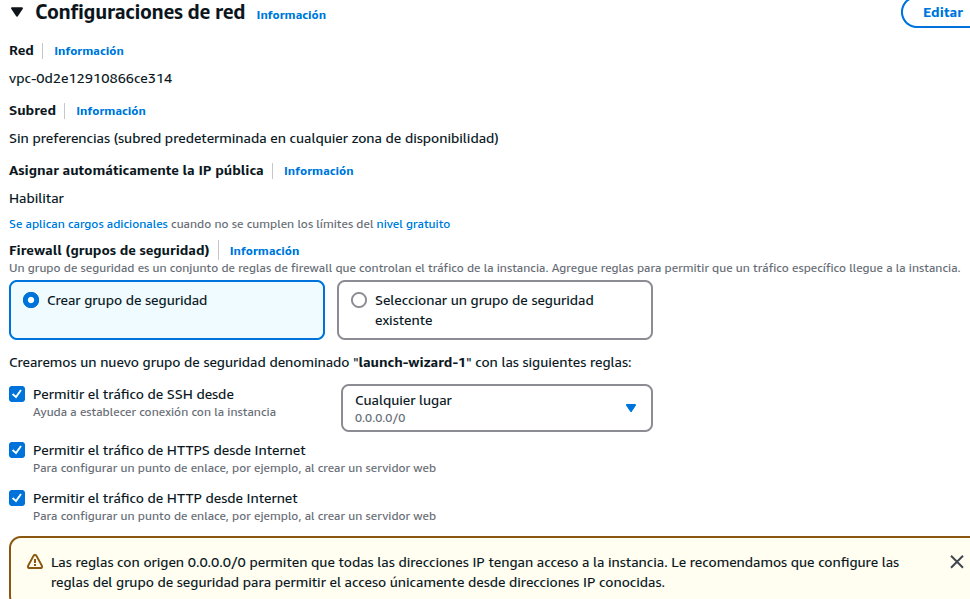 Configuraciones de red Información Editar
Red Información
vpc-0d2e12910866ce314
Subred Información
Sin preferencias (subred predeterminada en cualquier zona de disponibilidad)
Asignar automáticamente la IP pública Información
Habilitar
Se aplican cargos adicionales cuando no se cumplen los límites del nivel gratuito
Firewall (grupos de seguridad) Información
Un grupo de seguridad es un conjunto de reglas de firewall que controlan el tráfico de la instancia. Agregue reglas para permitir que un tráfico específico llegue a la instancia.
Crear grupo de seguridad
Seleccionar un grupo de seguridad
existente
Crearemos un nuevo grupo de seguridad denominado "launch-wizard-1" con las siguientes reglas:
Permitir el tráfico de SSH desde
Ayuda a establecer conexión con la instancia
Cualquier lugar
0.0.0.0/0
Permitir el tráfico de HTTPS desde Internet
Para configurar un punto de enlace, por ejemplo, al crear un servidor web
Permitir el tráfico de HTTP desde Internet
Para configurar un punto de enlace, por ejemplo, al crear un servidor web
Las reglas con origen 0.0.0.0/0 permiten que todas las direcciones IP tengan acceso a la instancia. Le recomendamos que configure las
reglas del grupo de seguridad para permitir el acceso únicamente desde direcciones IP conocidas.